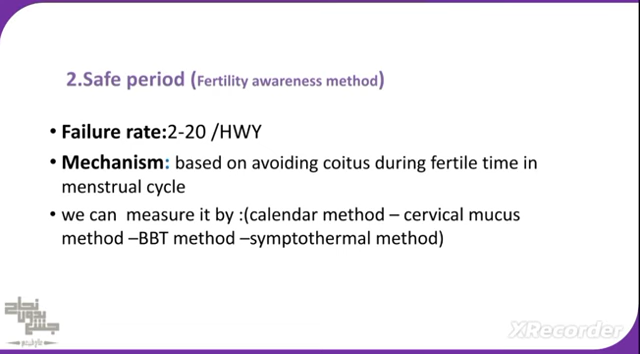 2.Safe period (Fertility awareness method)
• Failure rate:2-20 /HWY
• Mechanism: based on avoiding coitus during fertile time in
menstrual cycle
• we can measure it by :(calendar method – cervical mucus
method –BBT method –symptothermal method)
XRecorder